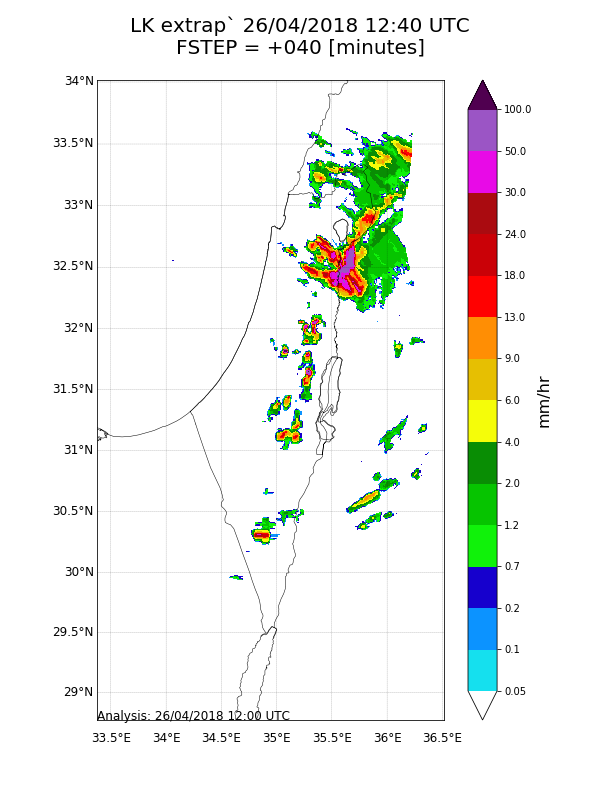 LK extrap` 26/04/2018 12:40 UTC
FSTEP = +040 [minutes]
34°N
33.5°N
33°N
32.5°N
32°N
31.5°N
31°N
30.5°N
30°N
29.5°N
29°N
Analysis: 26/04/2018 12:00 UTC
33.5°E 34°E 34.5°E 35°E 35.5°E 36°E 36.5°E
100.0
50.0
30.0
24.0
18.0
13.0
9.0
6.0
4.0
2.0
1.2
0.7
0.2
0.1
0.05
mm/hr